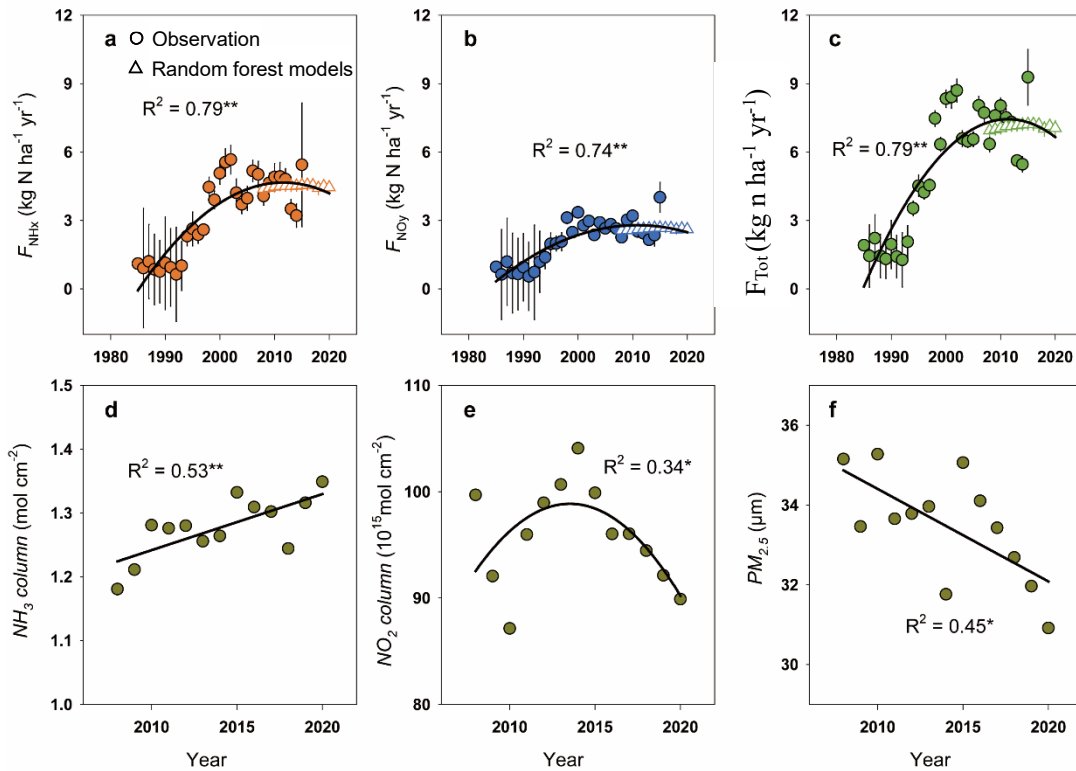 a
Observation
Random forest models
R² = 0.79**
F_NHx (kg N ha⁻¹ yr⁻¹)
12
9
6
3
0
1980 1990 2000 2010 2020
b
R² = 0.74**
F_NOy (kg N ha⁻¹ yr⁻¹)
12
9
6
3
0
1980 1990 2000 2010 2020
c
R² = 0.79**
F_Tot (kg n ha⁻¹ yr⁻¹)
12
9
6
3
0
1980 1990 2000 2010 2020
d
R² = 0.53**
NH₃ column (mol cm⁻²)
1.5
1.4
1.3
1.2
1.1
1.0
2010 2015 2020
Year
e
R² = 0.34*
NO₂ column (10¹⁵mol cm⁻²)
110
100
90
80
2010 2015 2020
Year
f
R² = 0.45*
PM₂.₅ (µm)
36
34
32
30
2010 2015 2020
Year